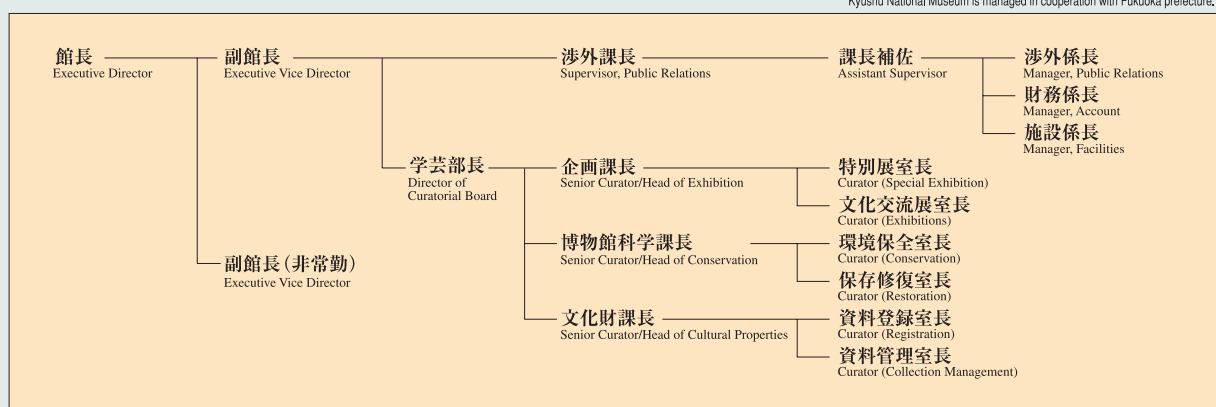 Kyushu National Museum is managed in cooperation with Fukuoka prefecture.
館長
Executive Director
副館長
Executive Vice Director
渉外課長
Supervisor, Public Relations
課長補佐
Assistant Supervisor
渉外係長
Manager, Public Relations
財務係長
Manager, Account
施設係長
Manager, Facilities
学芸部長
Director of
Curatorial Board
企画課長
Senior Curator/Head of Exhibition
特別展室長
Curator (Special Exhibition)
文化交流展室長
Curator (Exhibitions)
博物館科学課長
Senior Curator/Head of Conservation
環境保全室長
Curator (Conservation)
保存修復室長
Curator (Restoration)
文化財課長
Senior Curator/Head of Cultural Properties
資料登録室長
Curator (Registration)
資料管理室長
Curator (Collection Management)
副館長（非常勤）
Executive Vice Director